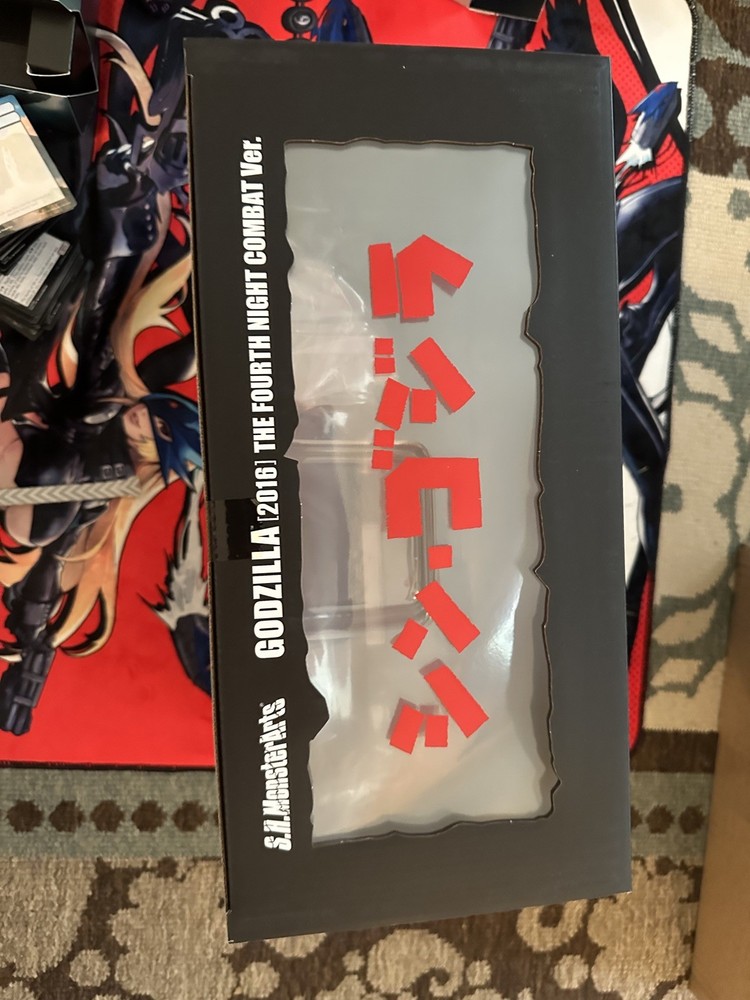 S.H.MonsterArts® GODZILLA [2016] THE FOURTH NIGHT COMBAT Ver.
シン・ゴジラ